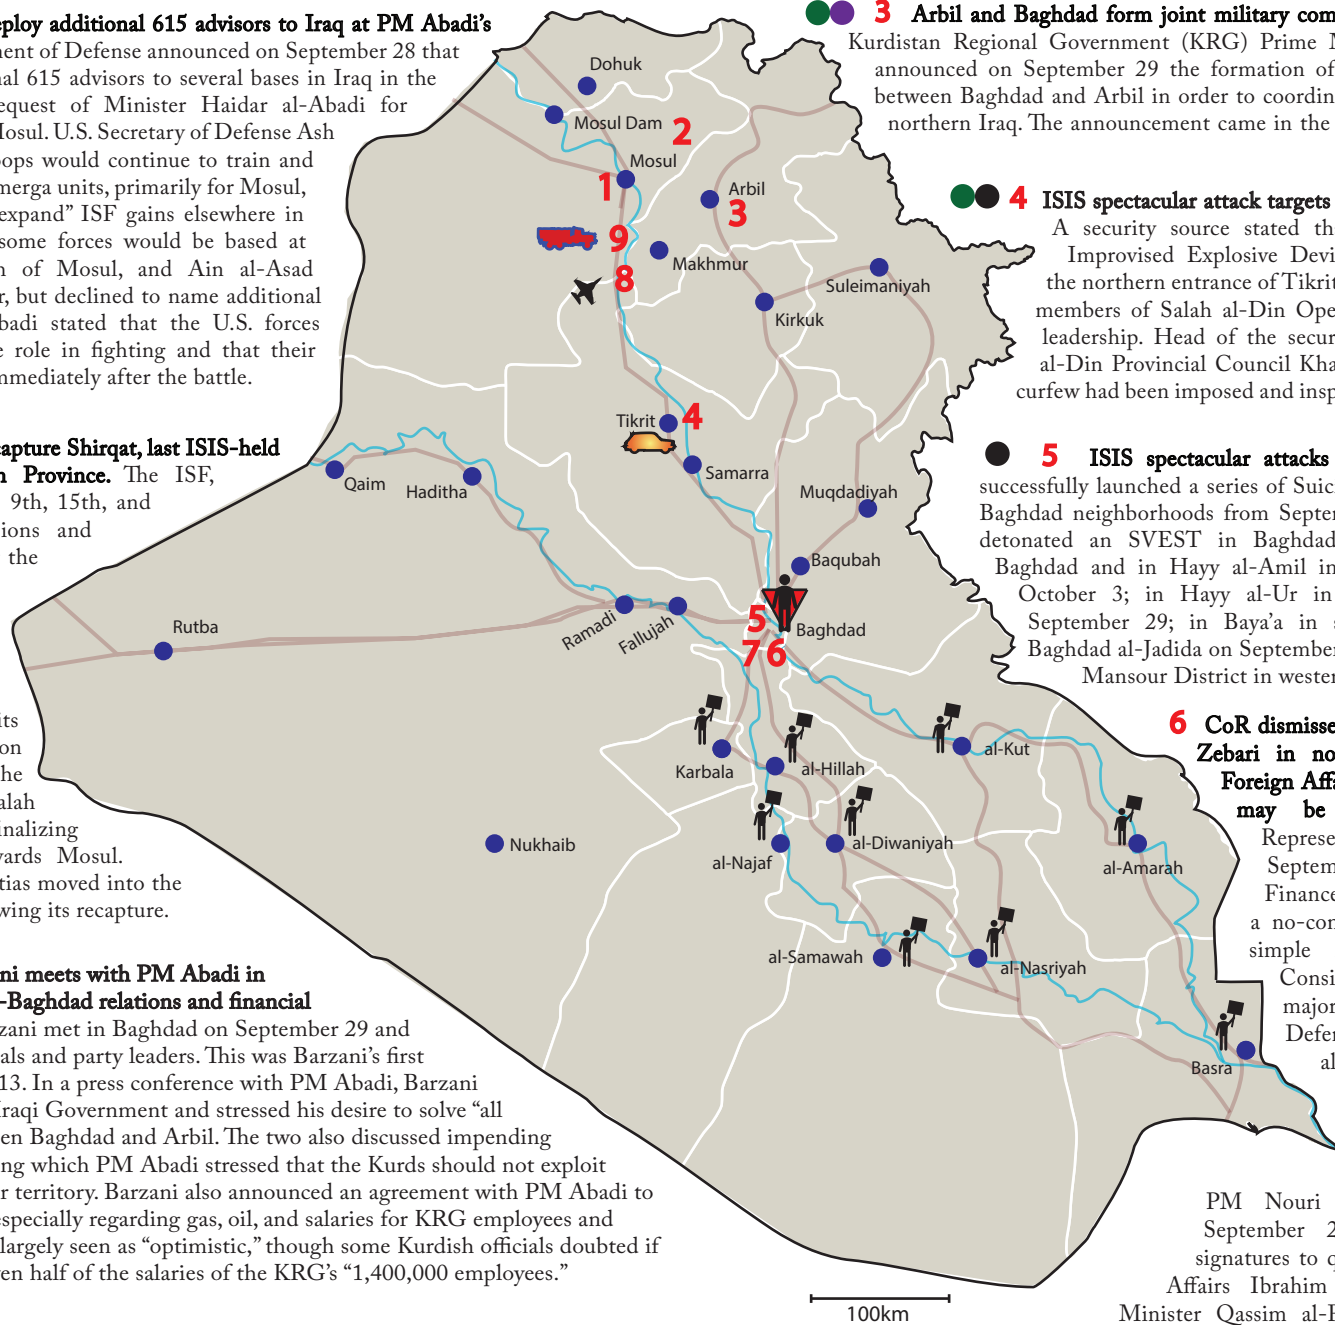 eploy additional 615 advisors to Iraq at PM Abadi’s
ment of Defense announced on September 28 that
nal 615 advisors to several bases in Iraq in the
equest of Minister Haidar al-Abadi for
Mosul. U.S. Secretary of Defense Ash
oops would continue to train and
merga units, primarily for Mosul,
expand” ISF gains elsewhere in
some forces would be based at
n of Mosul, and Ain al-Asad
r, but declined to name additional
badi stated that the U.S. forces
e role in fighting and that their
mmediately after the battle.
capture Shirqat, last ISIS-held
n Province. The ISF,
9th, 15th, and
ions and
the
its
on
he
alah
inalizing
vards Mosul.
tias moved into the
wing its recapture.
ni meets with PM Abadi in
-Baghdad relations and financial
zani met in Baghdad on September 29 and
als and party leaders. This was Barzani’s first
13. In a press conference with PM Abadi, Barzani
Iraqi Government and stressed his desire to solve “all
en Baghdad and Arbil. The two also discussed impending
ng which PM Abadi stressed that the Kurds should not exploit
r territory. Barzani also announced an agreement with PM Abadi to
especially regarding gas, oil, and salaries for KRG employees and
largely seen as “optimistic,” though some Kurdish officials doubted if
ven half of the salaries of the KRG’s “1,400,000 employees.”
3 Arbil and Baghdad form joint military com
Kurdistan Regional Government (KRG) Prime M
announced on September 29 the formation of
between Baghdad and Arbil in order to coordin
northern Iraq. The announcement came in the
4 ISIS spectacular attack targets
A security source stated th
Improvised Explosive Devi
the northern entrance of Tikrit
members of Salah al-Din Ope
leadership. Head of the secur
al-Din Provincial Council Kha
curfew had been imposed and insp
5 ISIS spectacular attacks
successfully launched a series of Suic
Baghdad neighborhoods from Septer
detonated an SVEST in Baghdad
Baghdad and in Hayy al-Amil in
October 3; in Hayy al-Ur in
September 29; in Baya’a in s
Baghdad al-Jadida on September
Mansour District in wester
6 CoR dismisse
Zebari in no
Foreign Affa
may be
Represe
Septem
Finance
a no-con
simple
Consi
major
Defen
al
PM Nouri
September 2
signatures to q
Affairs Ibrahim
Minister Qassim al-F
Dohuk
Mosul Dam
2
Mosul
1
Arbil
3
9
Makhmur
8
Suleimaniyah
Kirkuk
Tikrit
4
Samarra
Qaim
Haditha
Muqdadiyah
Baqubah
5
Baghdad
7
6
Ramadi
Fallujah
Rutba
Karbala
al-Hillah
al-Kut
Nukhaib
al-Najaf
al-Diwaniyah
al-Amarah
al-Samawah
al-Nasriyah
Basra
100km